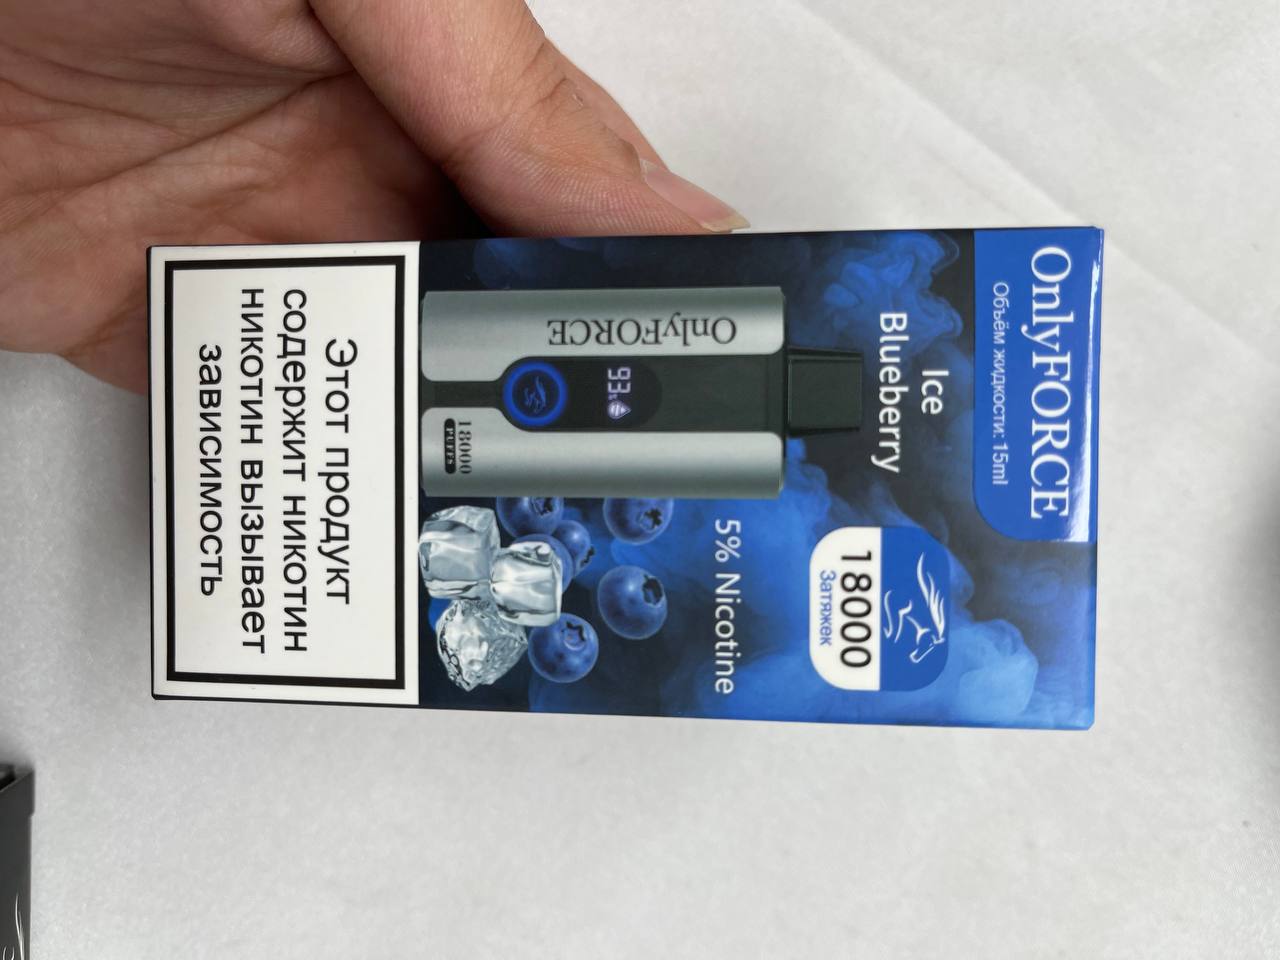 OnlyFORCE
Объём жидкости: 15ml
Ice
Blueberry
18000
Затяжек
5% Nicotine
OnlyFORCE
93%
18000
PUFFS
Этот продукт
содержит никотин
никотин вызывает
зависимость